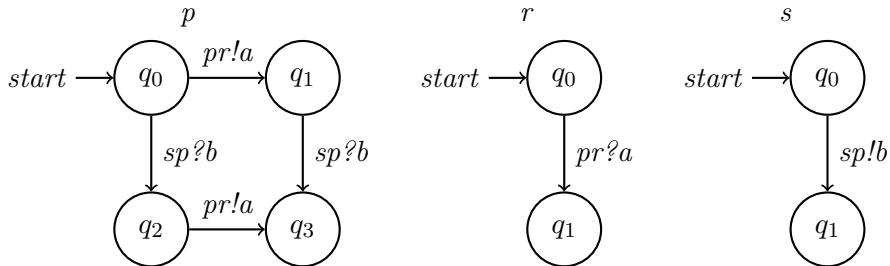 p r s
start q₀ pr!a q₁ start q₀ start q₀
sp?b sp?b pr?a sp!b
q₂ pr!a q₃ q₁ q₁